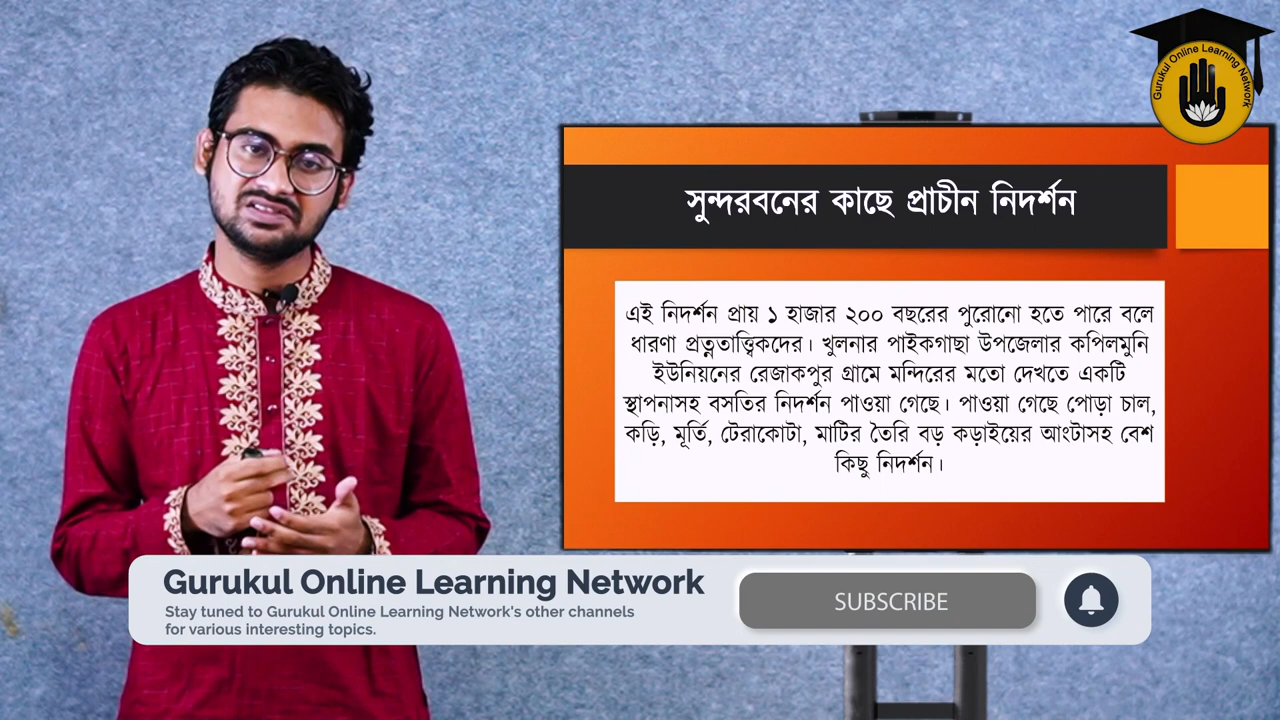 Gurukul Online Learning Network
সুন্দরবনের কাছে প্রাচীন নিদর্শন
এই নিদর্শন প্রায় ১ হাজার ২০০ বছরের পুরোনো হতে পারে বলে
ধারণা প্রত্নতাত্ত্বিকদের। খুলনার পাইকগাছা উপজেলার কপিলমুনি
ইউনিয়নের রেজাকপুর গ্রামে মন্দিরের মতো দেখতে একটি
স্থাপনাসহ বসতির নিদর্শন পাওয়া গেছে। পাওয়া গেছে পোড়া চাল,
কড়ি, মূর্তি, টেরাকোটা, মাটির তৈরি বড় কড়াইয়ের আংটাসহ বেশ
কিছু নিদর্শন।
Gurukul Online Learning Network
Stay tuned to Gurukul Online Learning Network's other channels
for various interesting topics.
SUBSCRIBE